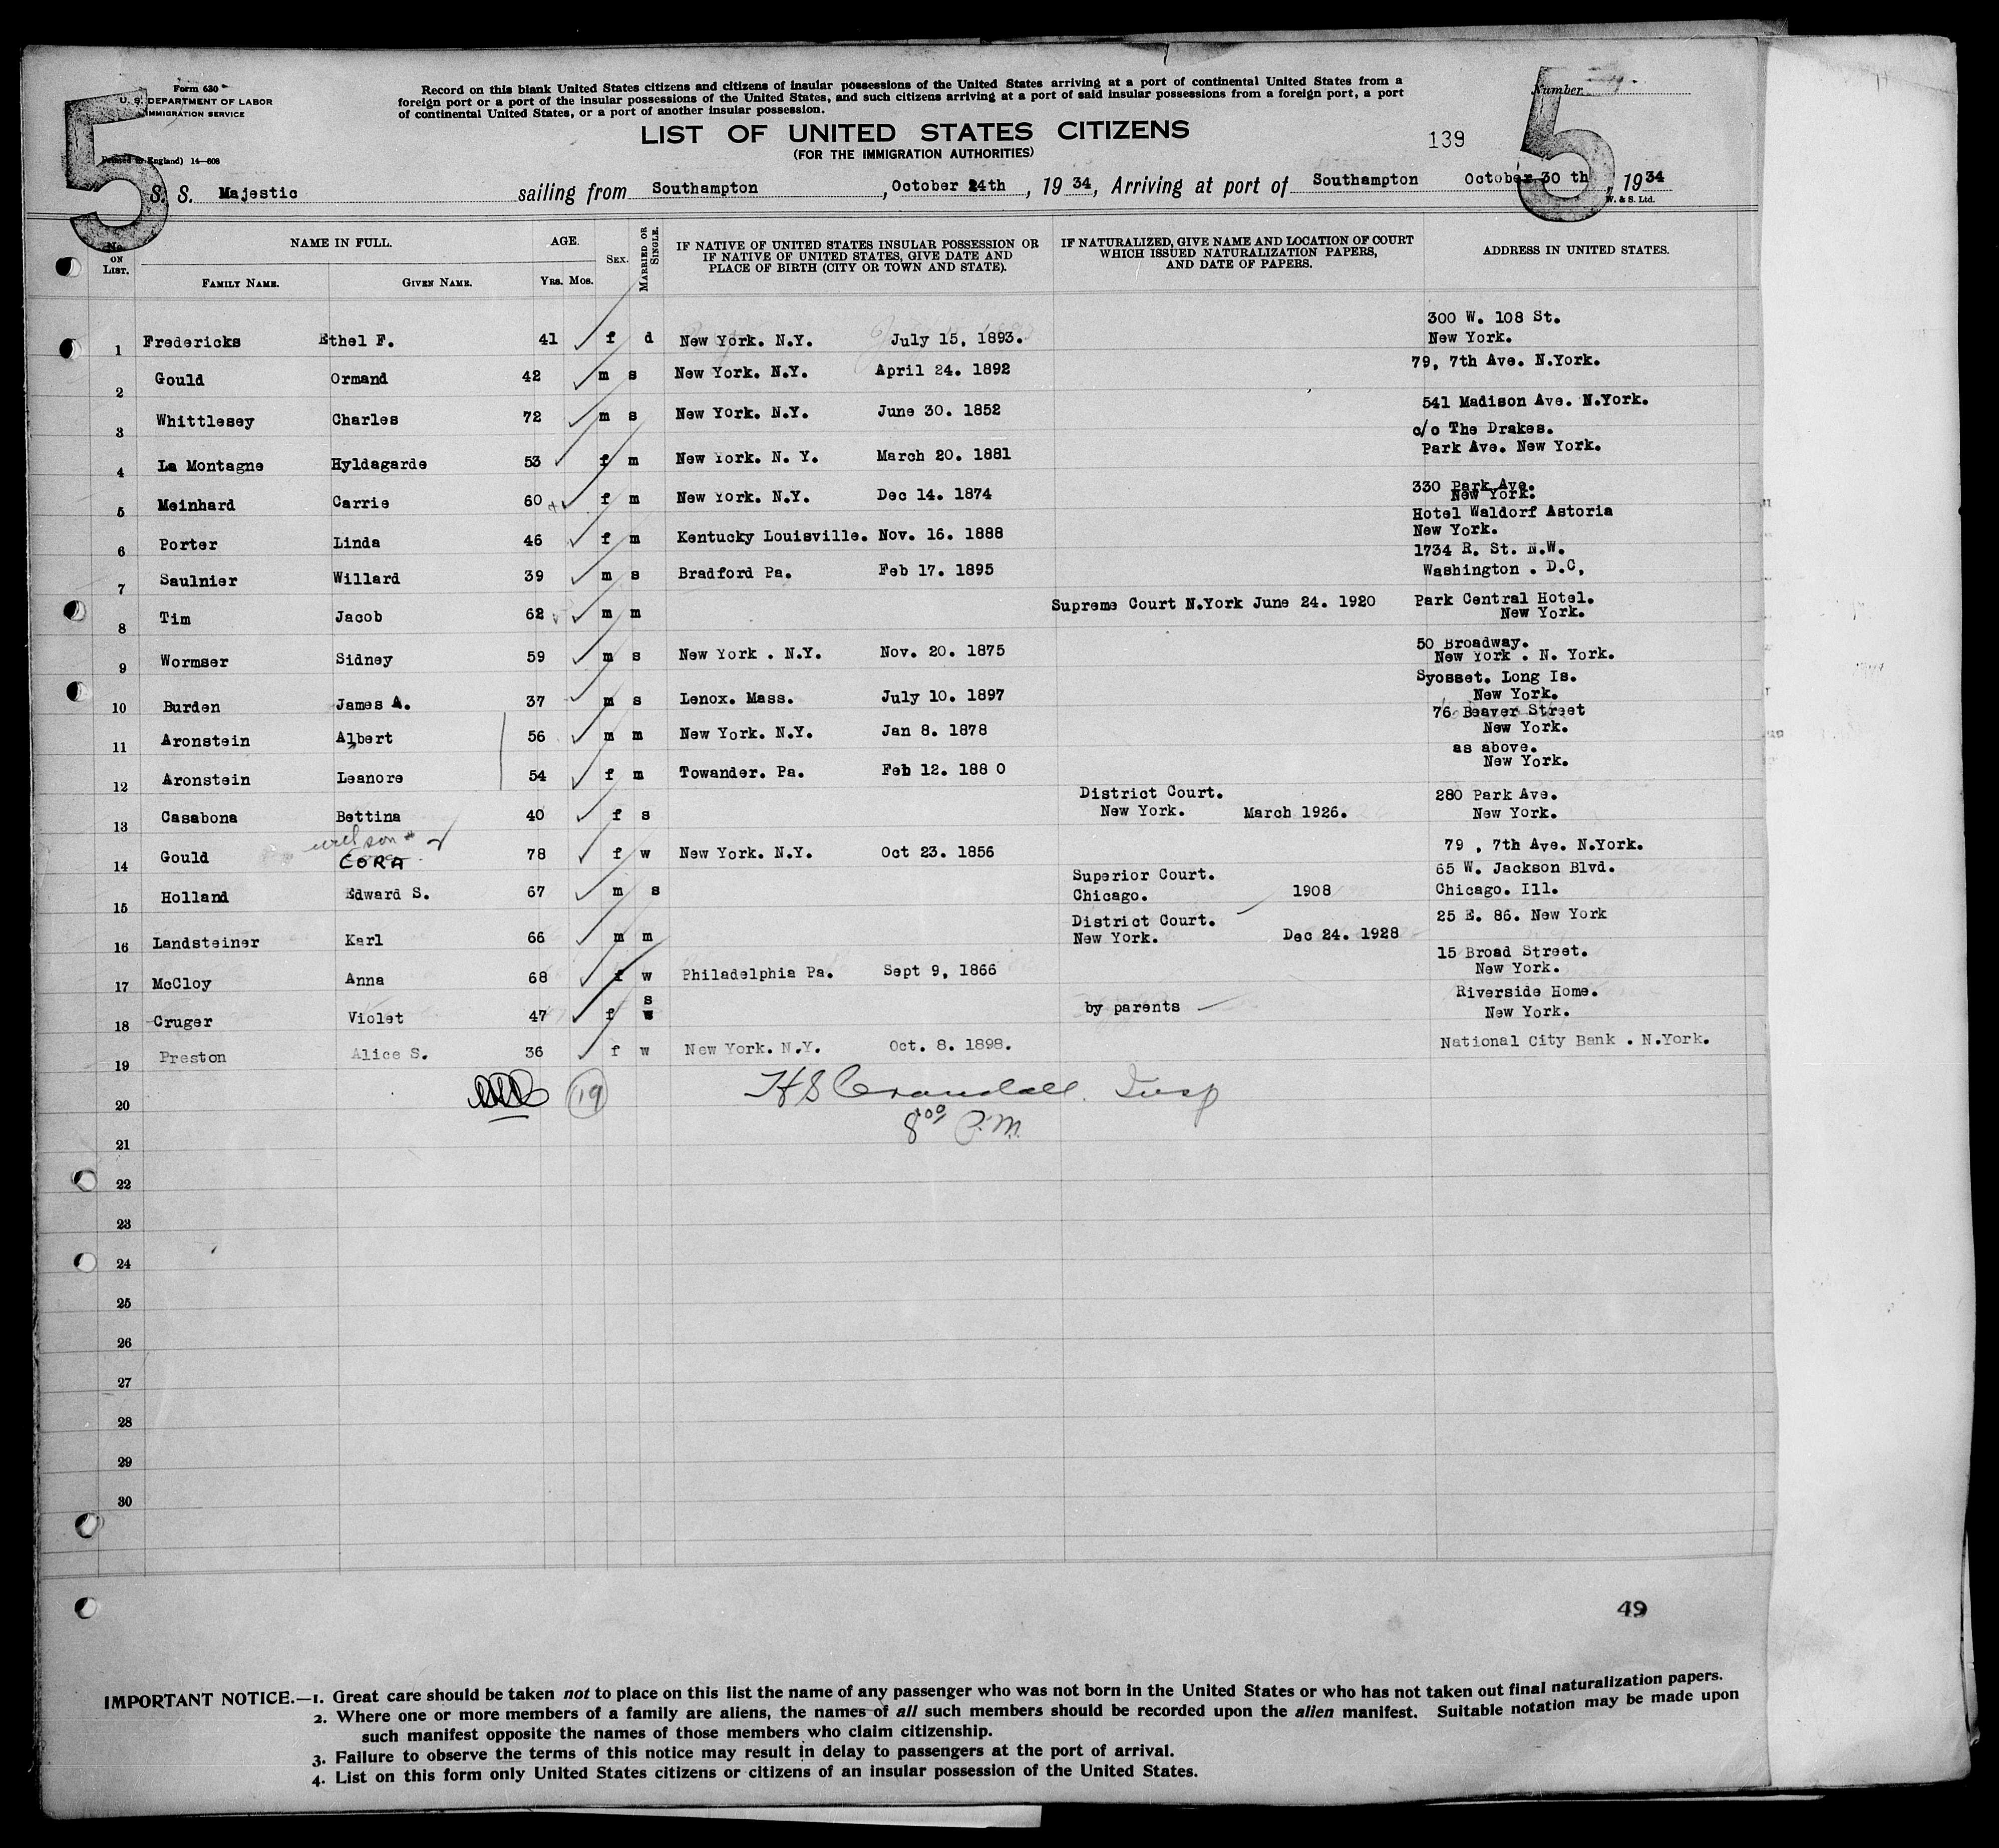 Form 630
U. S. DEPARTMENT OF LABOR
IMMIGRATION SERVICE
(Printed in England) 14—608
5
Record on this blank United States citizens and citizens of insular possessions of the United States arriving at a port of continental United States from a
foreign port or a port of the insular possessions of the United States, and such citizens arriving at a port of said insular possessions from a foreign port, a port
of continental United States, or a port of another insular possession.
LIST OF UNITED STATES CITIZENS
(FOR THE IMMIGRATION AUTHORITIES)
139
Number
5
S. S. Majestic sailing from Southampton, October 24th, 19 34, Arriving at port of Southampton October 30 th, 19 34
W. & S. Ltd.
No. ON LIST. NAME IN FULL. FAMILY NAME. GIVEN NAME. AGE. YRS. MOS. SEX. MARRIED OR SINGLE. IF NATIVE OF UNITED STATES INSULAR POSSESSION OR IF NATIVE OF UNITED STATES, GIVE DATE AND PLACE OF BIRTH (CITY OR TOWN AND STATE). IF NATURALIZED, GIVE NAME AND LOCATION OF COURT WHICH ISSUED NATURALIZATION PAPERS, AND DATE OF PAPERS. ADDRESS IN UNITED STATES.
1 Fredericks Ethel F. 41 f d New York. N.Y. July 15, 1893. 300 W. 108 St. New York.
2 Gould Ormand 42 m s New York. N.Y. April 24. 1892 79, 7th Ave. N.York.
3 Whittlesey Charles 72 m s New York. N.Y. June 30. 1852 541 Madison Ave. N.York.
4 La Montagne Hyldagarde 53 f m New York. N. Y. March 20. 1881 c/o The Drakes. Park Ave. New York.
5 Meinhard Carrie 60 f m New York. N.Y. Dec 14. 1874 330 Park Ave. New York.
6 Porter Linda 46 f m Kentucky Louisville. Nov. 16. 1888 Hotel Waldorf Astoria New York.
7 Saulnier Willard 39 m s Bradford Pa. Feb 17. 1895 1734 R. St. N.W. Washington . D.C,
8 Tim Jacob 62 m m Supreme Court N.York June 24. 1920 Park Central Hotel. New York.
9 Wormser Sidney 59 m s New York . N.Y. Nov. 20. 1875 50 Broadway. New York . N. York.
10 Burden James A. 37 m s Lenox. Mass. July 10. 1897 Syosset. Long Is. New York.
11 Aronstein Albert 56 m m New York. N.Y. Jan 8. 1878 76 Beaver Street New York.
12 Aronstein Leanore 54 f m Towander. Pa. Feb 12. 188 0 as above. New York.
13 Casabona Bettina 40 f s District Court. New York. March 1926. 280 Park Ave. New York.
wilson
14 Gould CORA 78 f w New York. N.Y. Oct 23. 1856 79 , 7th Ave. N.York.
15 Holland Edward S. 67 m s Superior Court. Chicago. 1908 65 W. Jackson Blvd. Chicago. Ill.
16 Landsteiner Karl 66 m m District Court. New York. Dec 24. 1928 25 E. 86. New York
17 McCloy Anna 68 f w Philadelphia Pa. Sept 9, 1866 15 Broad Street. New York.
18 Cruger Violet 47 f s by parents Riverside Home. New York.
19 Preston Alice S. 36 f w New York. N.Y. Oct. 8. 1898. National City Bank . N.York.
20 19 HS Crandall. Insp
8 00 P.M.
21
22
23
24
25
26
27
28
29
30
49
IMPORTANT NOTICE.—1. Great care should be taken not to place on this list the name of any passenger who was not born in the United States or who has not taken out final naturalization papers.
2. Where one or more members of a family are aliens, the names of all such members should be recorded upon the alien manifest. Suitable notation may be made upon
such manifest opposite the names of those members who claim citizenship.
3. Failure to observe the terms of this notice may result in delay to passengers at the port of arrival.
4. List on this form only United States citizens or citizens of an insular possession of the United States.